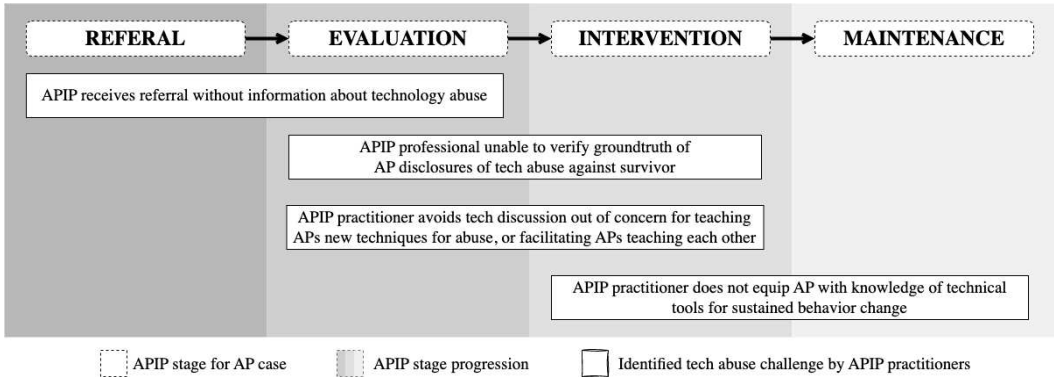 REFERAL
EVALUATION
INTERVENTION
MAINTENANCE
APIP receives referral without information about technology abuse
APIP professional unable to verify groundtruth of
AP disclosures of tech abuse against survivor
APIP practitioner avoids tech discussion out of concern for teaching
APs new techniques for abuse, or facilitating APs teaching each other
APIP practitioner does not equip AP with knowledge of technical
tools for sustained behavior change
APIP stage for AP case
APIP stage progression
Identified tech abuse challenge by APIP practitioners